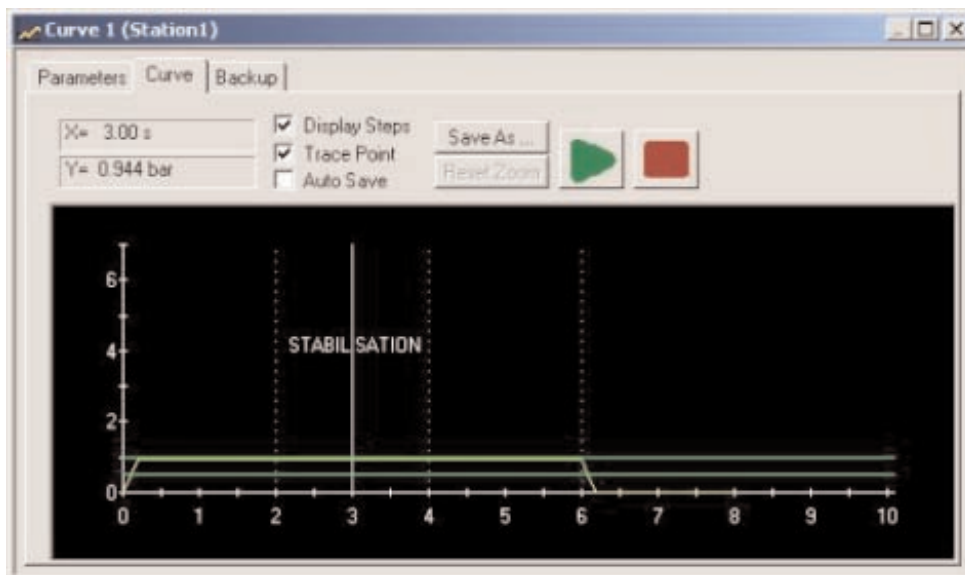 Curve 1 (Station1)
Parameters Curve Backup
X= 3.00 s
Y= 0.944 bar
Display Steps
Trace Point
Auto Save
Save As ...
Reset Zoom
6
4
2
0
STABILISATION
0 1 2 3 4 5 6 7 8 9 10